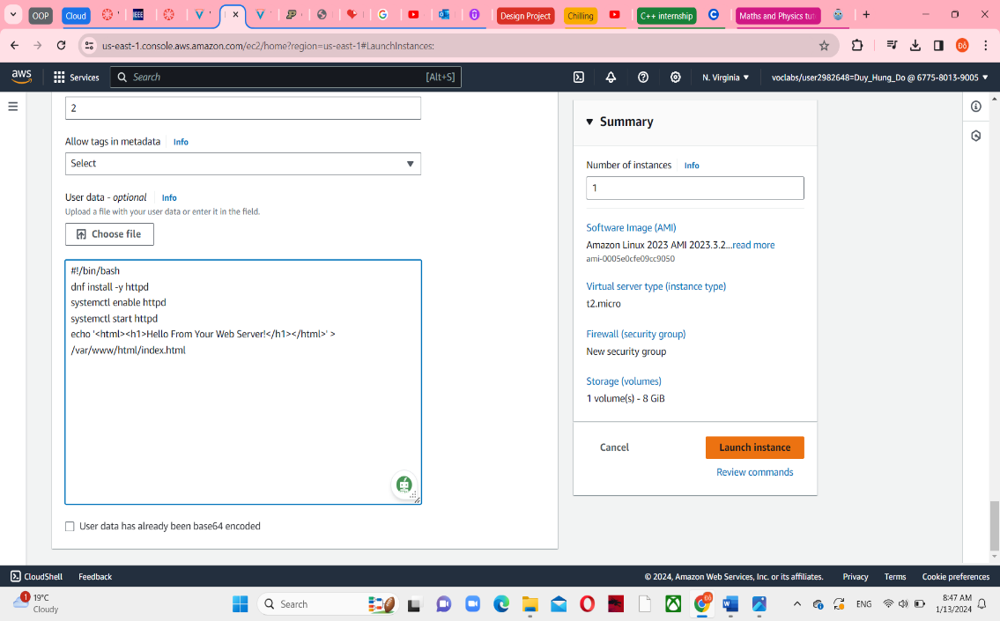 OOP
Cloud
IEEE
Design Project
Chilling
C++ internship
Maths and Physics tut
us-east-1.console.aws.amazon.com/ec2/home?region=us-east-1#LaunchInstances:
Đỗ
aws
Services
Search
[Alt+S]
N. Virginia
voclabs/user2982648=Duy_Hung_Do @ 6775-8013-9005
2
Allow tags in metadata
Info
Select
User data - optional
Info
Upload a file with your user data or enter it in the field.
Choose file
#!/bin/bash
dnf install -y httpd
systemctl enable httpd
systemctl start httpd
echo '<html><h1>Hello From Your Web Server!</h1></html>' >
/var/www/html/index.html
User data has already been base64 encoded
Summary
Number of instances
Info
1
Software Image (AMI)
Amazon Linux 2023 AMI 2023.3.2...read more
ami-0005e0cfe09cc9050
Virtual server type (instance type)
t2.micro
Firewall (security group)
New security group
Storage (volumes)
1 volume(s) - 8 GiB
Cancel
Launch instance
Review commands
CloudShell
Feedback
© 2024, Amazon Web Services, Inc. or its affiliates.
Privacy
Terms
Cookie preferences
1
19°C
Cloudy
Search
ENG
8:47 AM
1/13/2024